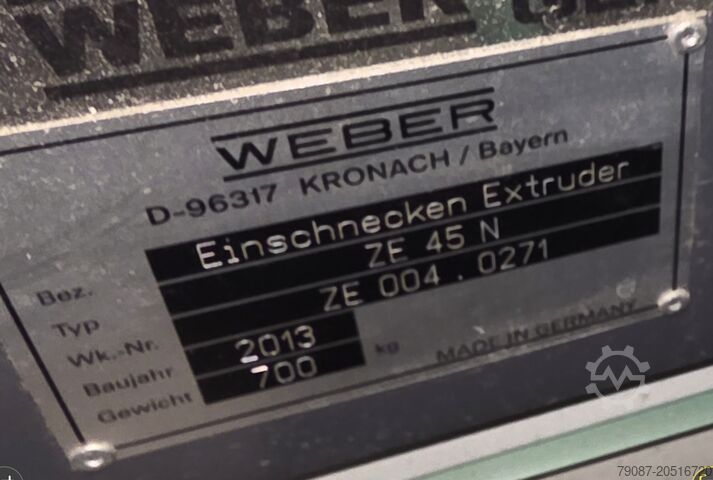 WEBER
WEBER
D-96317 KRONACH / Bayern
Bez. Einschnecken Extruder
Typ ZE 45 N
Wk.-Nr. ZE 004.0271
Baujahr 2013
Gewicht 700 kg
MADE IN GERMANY
79087-20516720